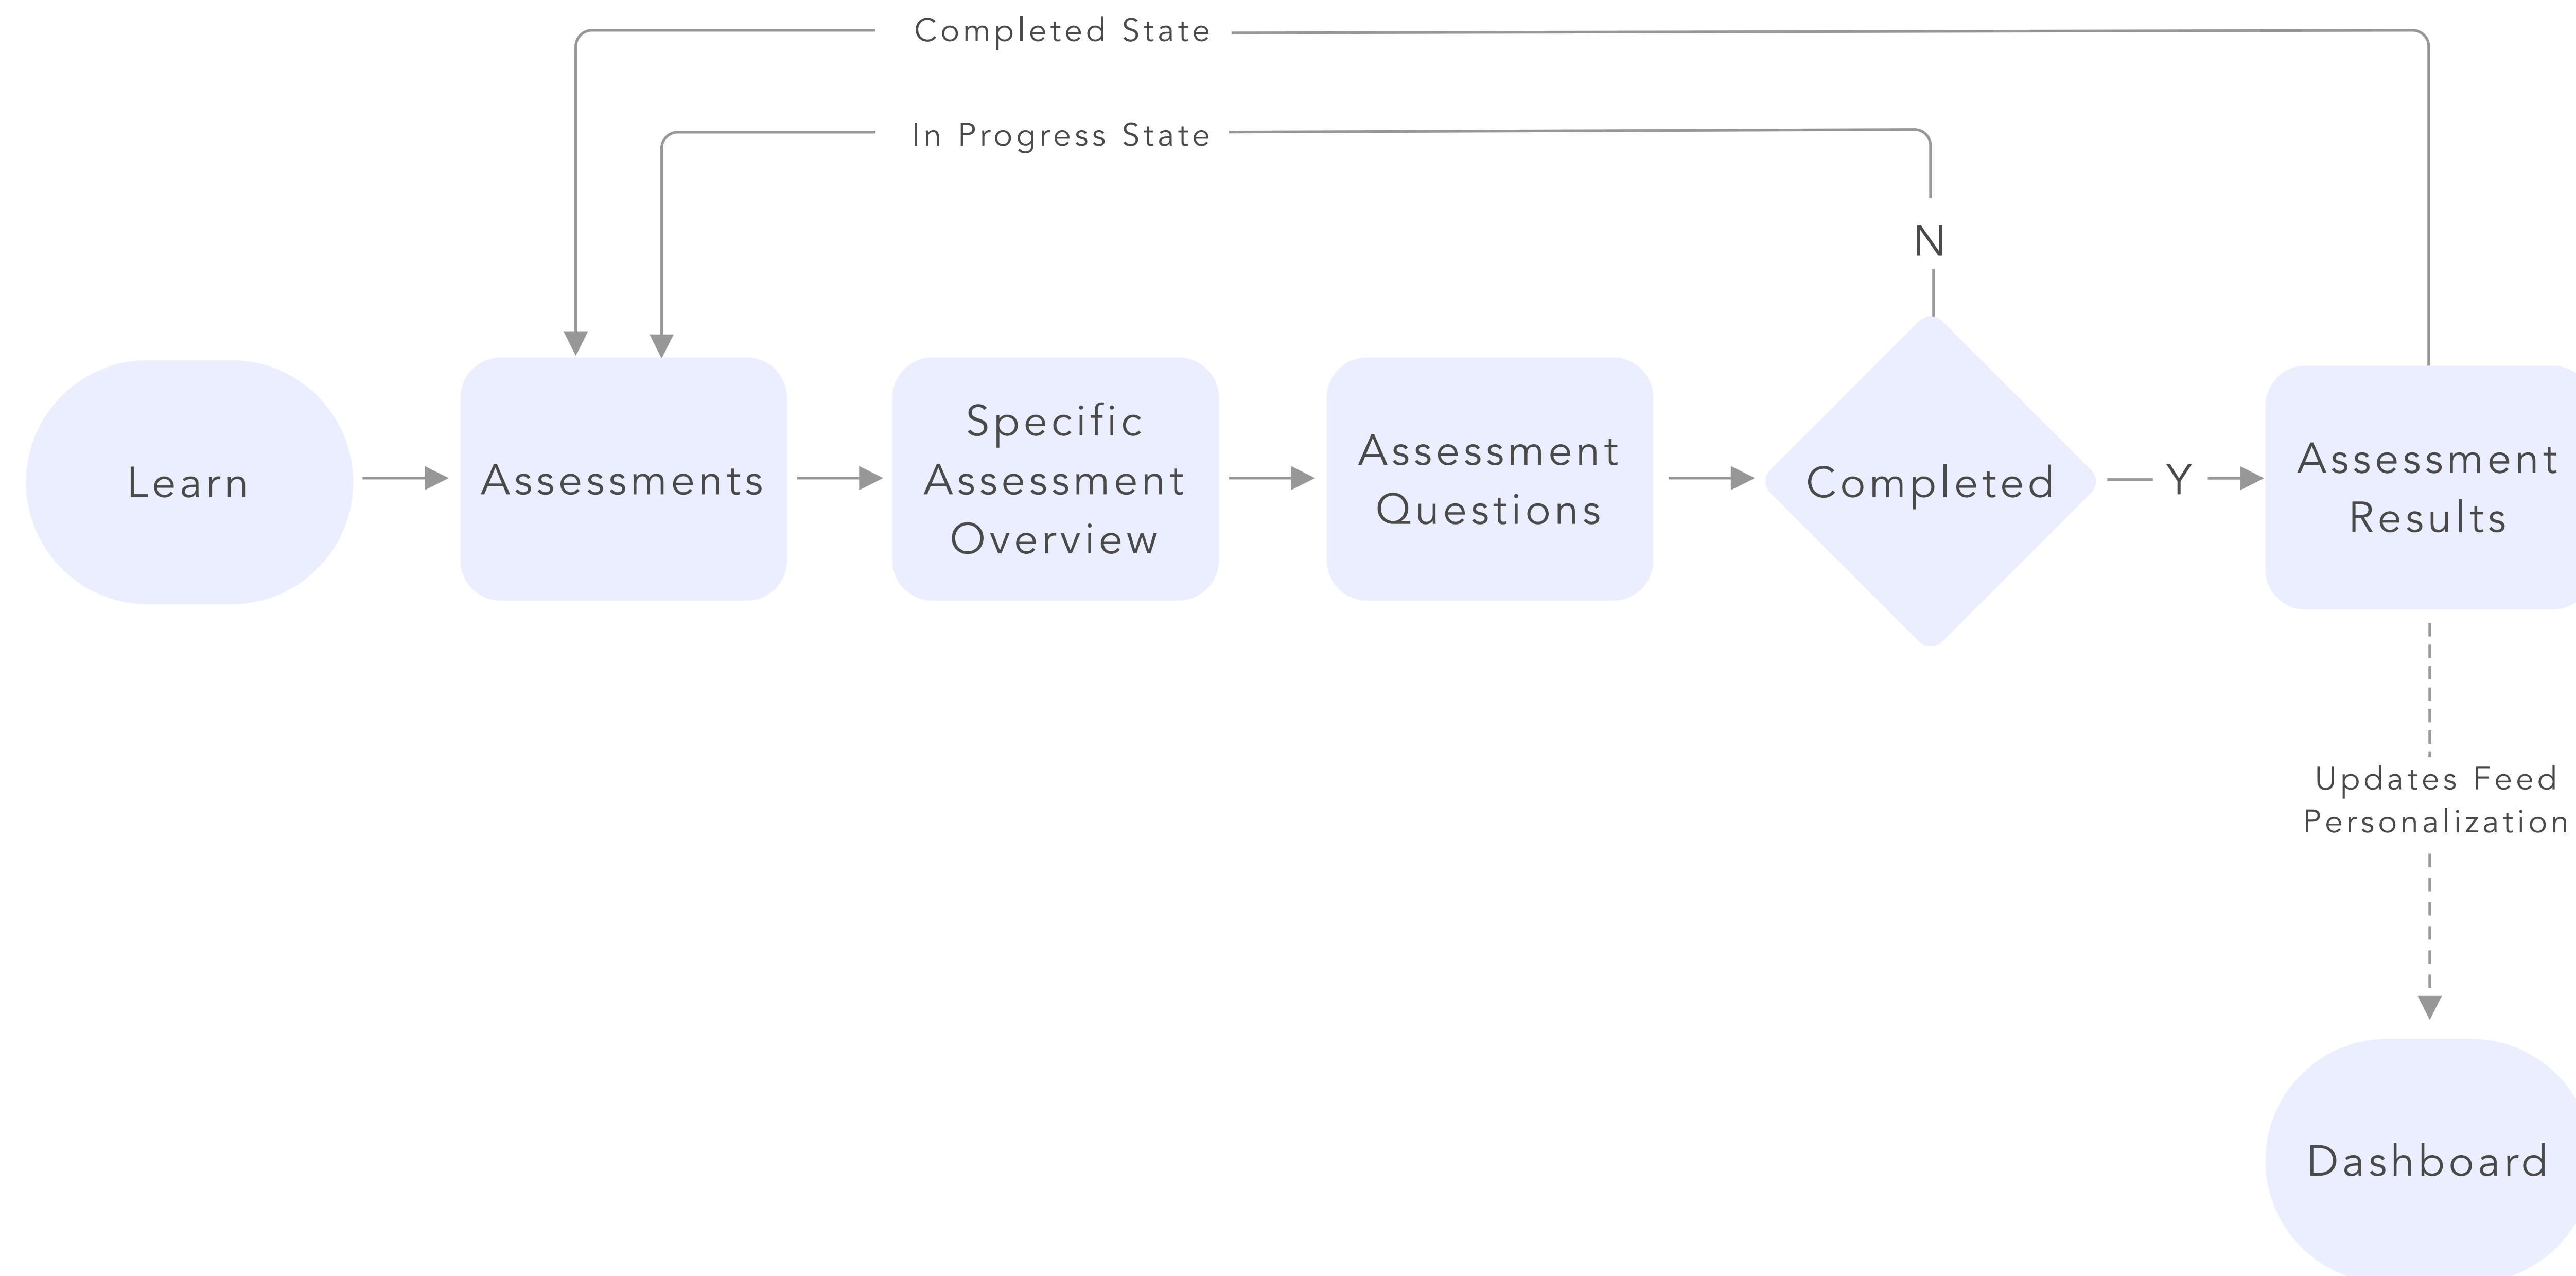 Completed State
In Progress State
N
Learn
Assessments
Specific
Assessment
Overview
Assessment
Questions
Completed
Y
Assessment
Results
Updates Feed
Personalization
Dashboard